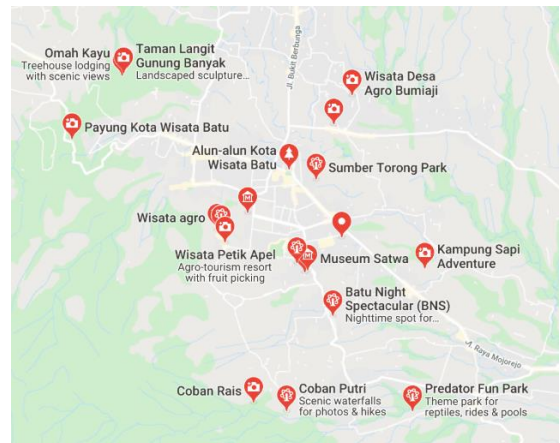 Omah Kayu
Treehouse lodging
with scenic views
Taman Langit
Gunung Banyak
Landscaped sculpture...
Jl. Bukit Berbunga
Wisata Desa
Agro Bumiaji
Payung Kota Wisata Batu
Alun-alun Kota
Wisata Batu
Sumber Torong Park
Wisata agro
Wisata Petik Apel
Agro-tourism resort
with fruit picking
Museum Satwa
Kampung Sapi
Adventure
Batu Night
Spectacular (BNS)
Nighttime spot for...
Jl. Raya Mojorejo
Coban Rais
Coban Putri
Scenic waterfalls
for photos & hikes
Predator Fun Park
Theme park for
reptiles, rides & pools